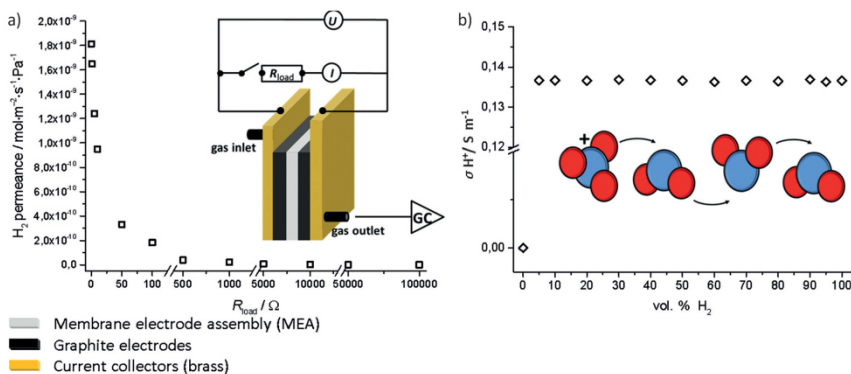 a)
H₂ permeance / mol·m⁻²·s⁻¹·Pa⁻¹
2,0x10⁻⁹
1,8x10⁻⁹
1,6x10⁻⁹
1,4x10⁻⁹
1,2x10⁻⁹
1,0x10⁻⁹
8,0x10⁻¹⁰
6,0x10⁻¹⁰
4,0x10⁻¹⁰
2,0x10⁻¹⁰
0,0
0 50 100 500 1000 5000 10000 50000 100000
R_load / Ω
U
R_load
I
gas inlet
gas outlet
GC
Membrane electrode assembly (MEA)
Graphite electrodes
Current collectors (brass)
b)
σ H⁺/ S m⁻¹
0,15
0,14
0,13
0,12
0,00
+
0 10 20 30 40 50 60 70 80 90 100
vol. % H₂